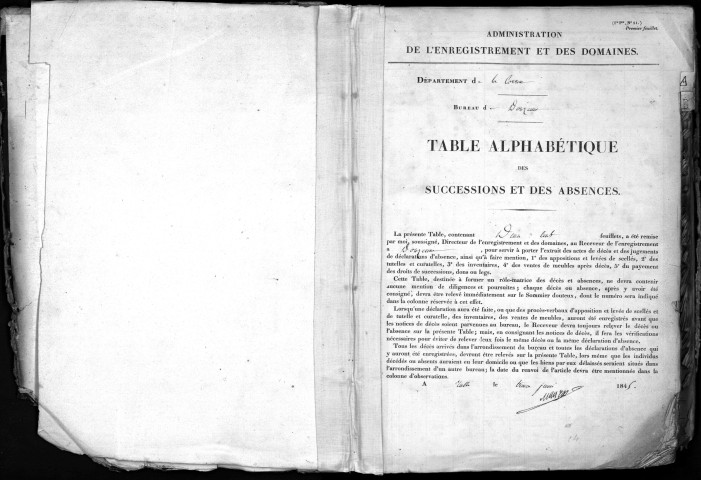 (Nº 21.)
Premier feuillet.
ADMINISTRATION
DE L'ENREGISTREMENT ET DES DOMAINES.
DÉPARTEMENT d
BUREAU d
TABLE ALPHABÉTIQUE
DES
SUCCESSIONS ET DES ABSENCES.
La présente Table, contenant Deux cent feuillets, a été remise
par moi, soussigné, Directeur de l'enregistrement et des domaines, au Receveur de l'enregistrement
a , pour servir à porter l'extrait des actes de décès et des jugements
de déclarations d'absence, ainsi qu'à faire mention, 1° des appositions et levées de scellés, 2° des
tutelles et curatelles, 3° des inventaires, 4° des ventes de meubles après décès, 5° du payement
des droits de successions, dons ou legs.
Cette Table, destinée à former un rôle-matrice des décès et absences, ne devra contenir
aucune mention de diligences et poursuites; chaque décès ou absence, après y avoir été
consigné, devra être relevé immédiatement sur le Sommier douteux, dont le numéro sera indiqué
dans la colonne réservée à cet effet.
Lorsqu'une déclaration aura été faite, ou que des procès-verbaux d'apposition et levée de scellés
et de tutelle et curatelle, des inventaires, des ventes de meubles, auront été enregistrés avant que
les notices de décès soient parvenues au bureau, le Receveur devra toujours relever le décès ou
l'absence sur la présente Table; mais, en consignant les notices de décès, il fera les vérifications
nécessaires pour éviter de relever deux fois le même décès ou la même déclaration d'absence.
Tous les décès arrivés dans l'arrondissement du bureau et toutes les déclarations d'absence qui
y auront été enregistrées, devront être relevés sur la présente Table, lors même que les individus
décédés ou absents auraient eu leur domicile ou que les biens par eux délaissés seraient situés dans
l'arrondissement d'un autre bureau; la date du renvoi de l'article devra être mentionnée dans la
colonne d'observations.
A Tulle le juin 1845.
A